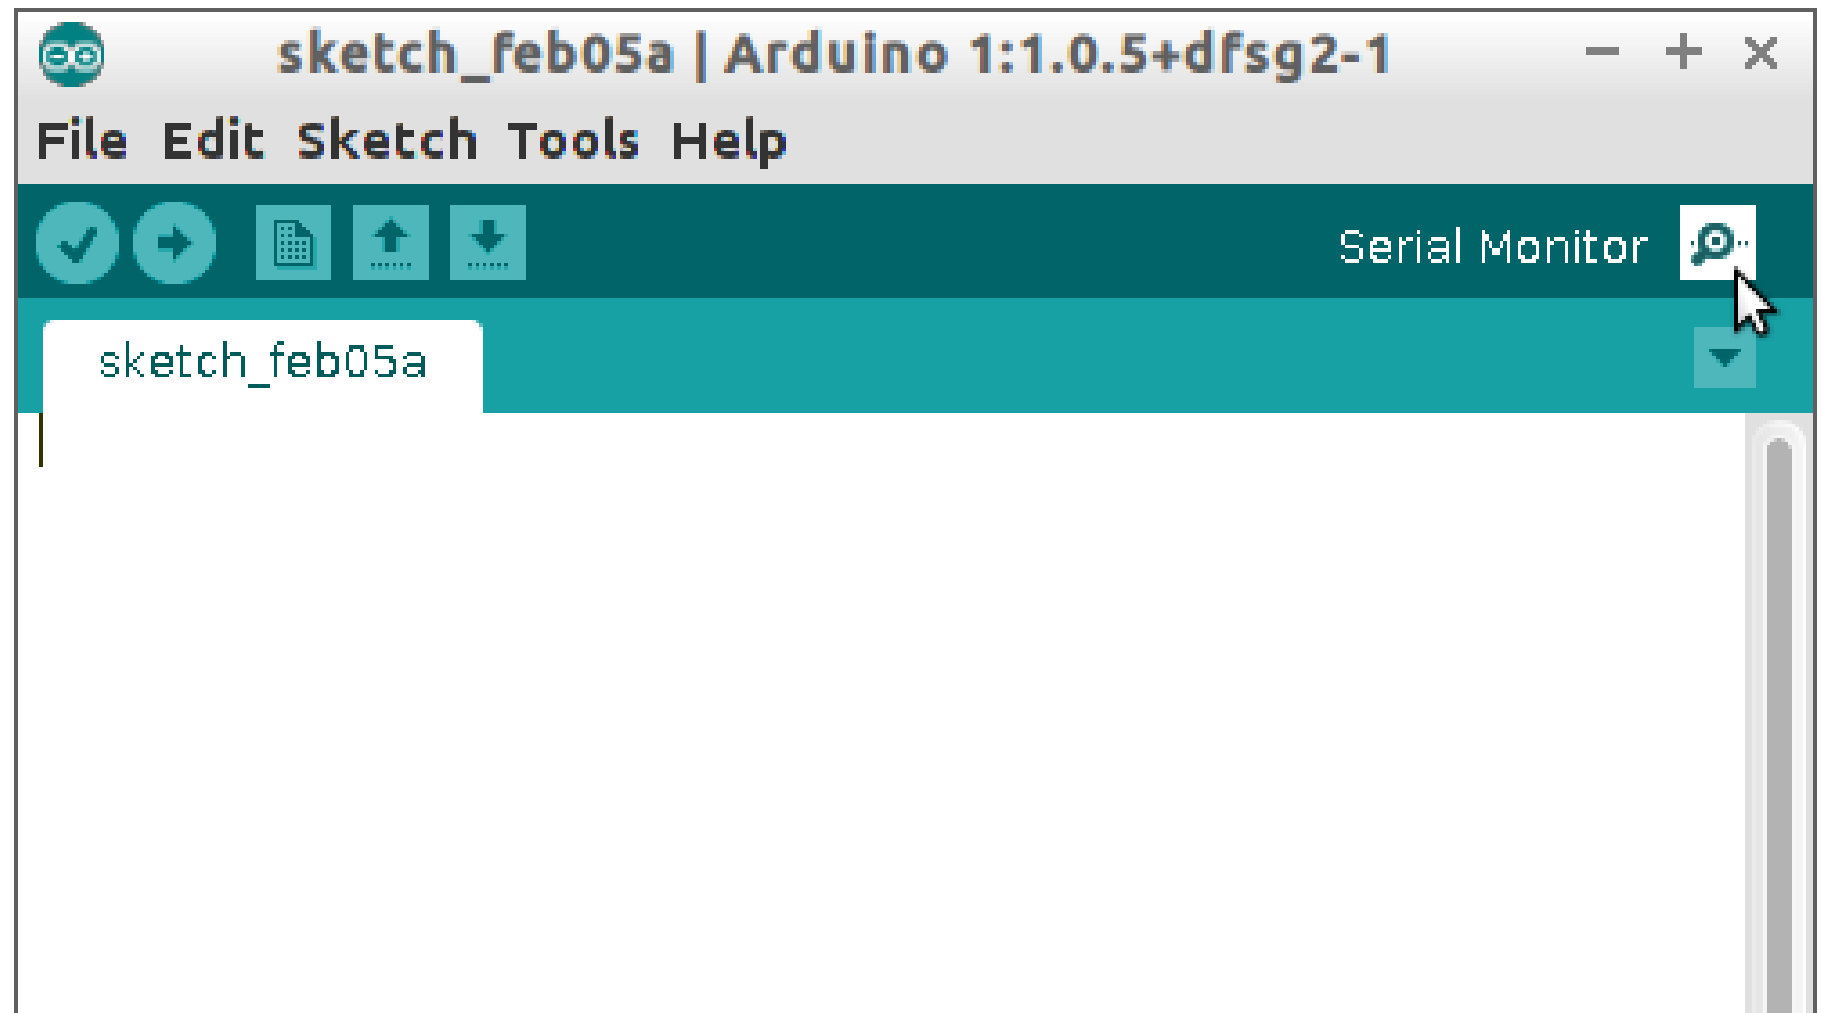 sketch_feb05a | Arduino 1:1.0.5+dfsg2-1
File Edit Sketch Tools Help
Serial Monitor
sketch_feb05a